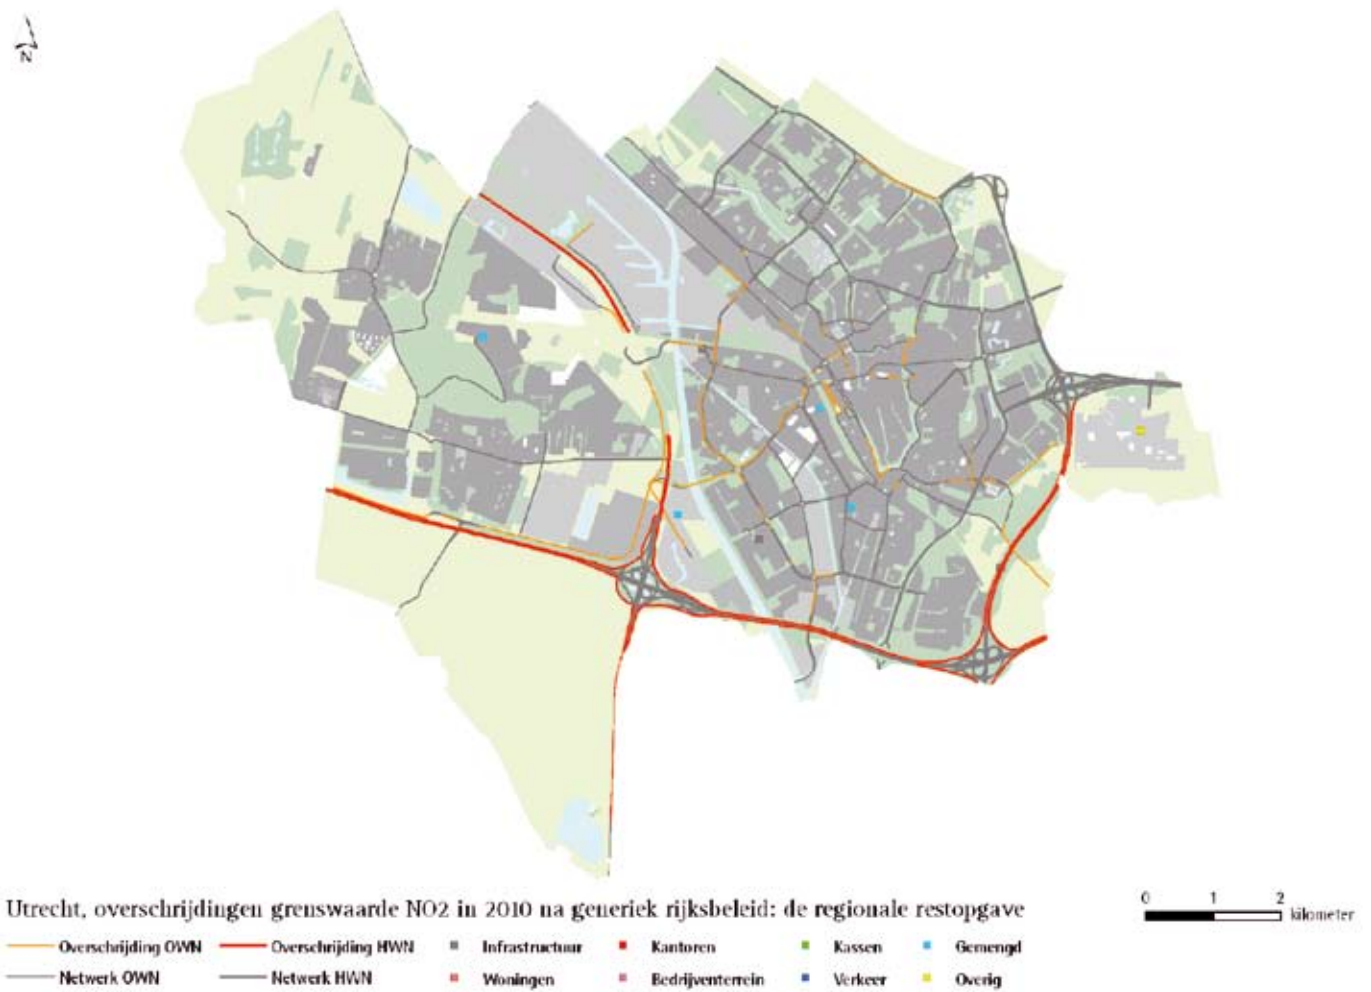 N
Utrecht, overschrijdingen grenswaarde NO2 in 2010 na generiek rijksbeleid: de regionale restopgave
0 1 2 kilometer
Overschrijding OWN Overschrijding HWN Infrastructuur Kantoren Kassen Gemengd
Netwerk OWN Netwerk HWN Woningen Bedrijventerrein Verkeer Overig